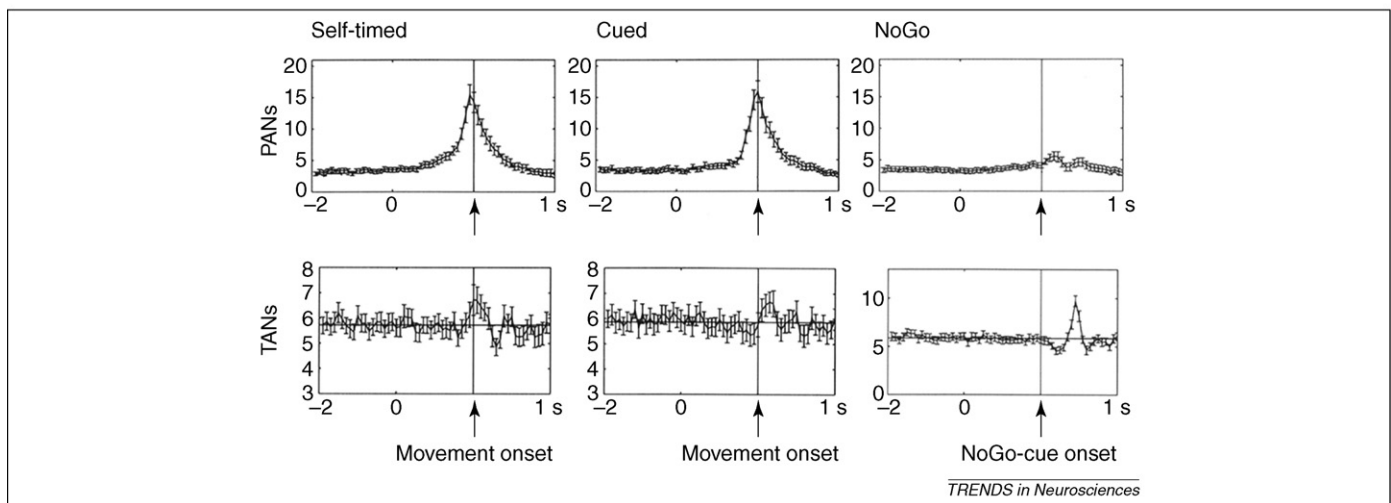 Self-timed Cued NoGo
20 20 20
15 15 15
PANs
10 10 10
5 5 5
0 0 0
–2 0 1 s –2 0 1 s –2 0 1 s
8 8
7 7 10
6 6
TANs
5 5 5
4 4
3 3 0
–2 0 1 s –2 0 1 s –2 0 1 s
Movement onset Movement onset NoGo-cue onset
TRENDS in Neurosciences